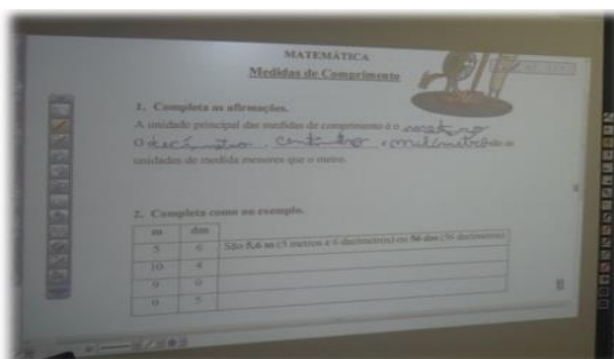 MATEMÁTICA
Medidas de Comprimento
1. Completa as afirmações.
A unidade principal das medidas de comprimento é o
O decímetro, centímetro e milímetro são as
unidades de medida menores que o metro.
2. Completa como no exemplo.
m dm
5 6 São 5,6 m (5 metros e 6 decímetros) ou 56 dm (56 decímetros)
10 4
9 0
0 5